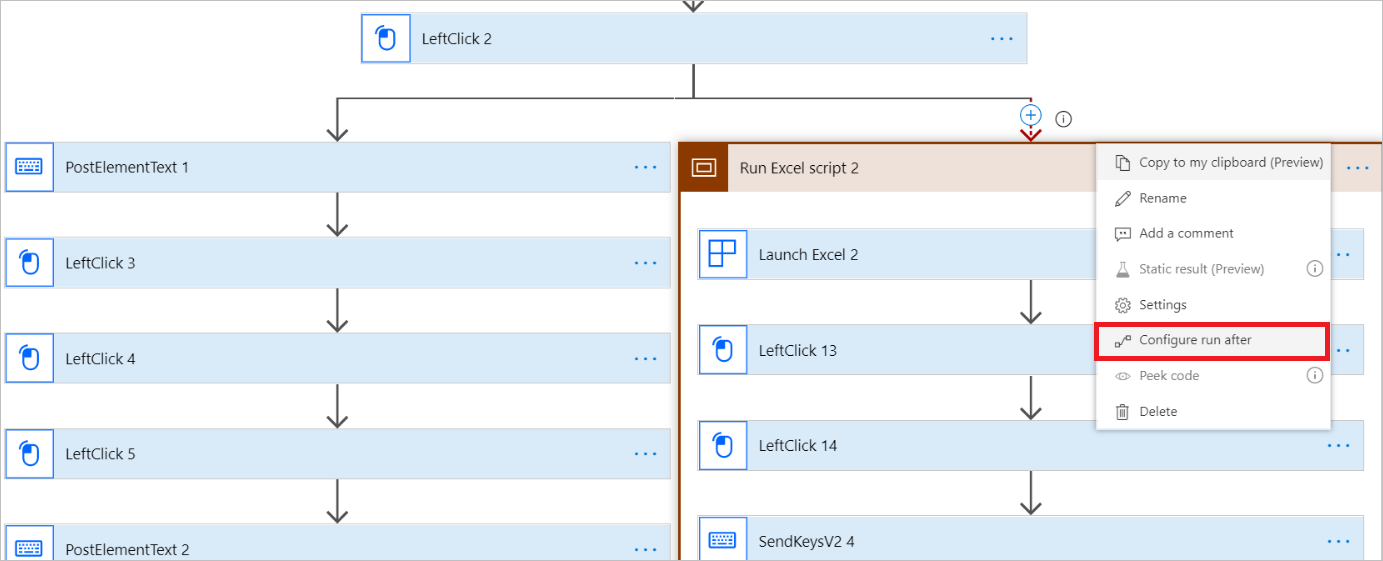 LeftClick 2
PostElementText 1
LeftClick 3
LeftClick 4
LeftClick 5
PostElementText 2
Run Excel script 2
Launch Excel 2
LeftClick 13
LeftClick 14
SendKeysV2 4
Copy to my clipboard (Preview)
Rename
Add a comment
Static result (Preview)
Settings
Configure run after
Peek code
Delete